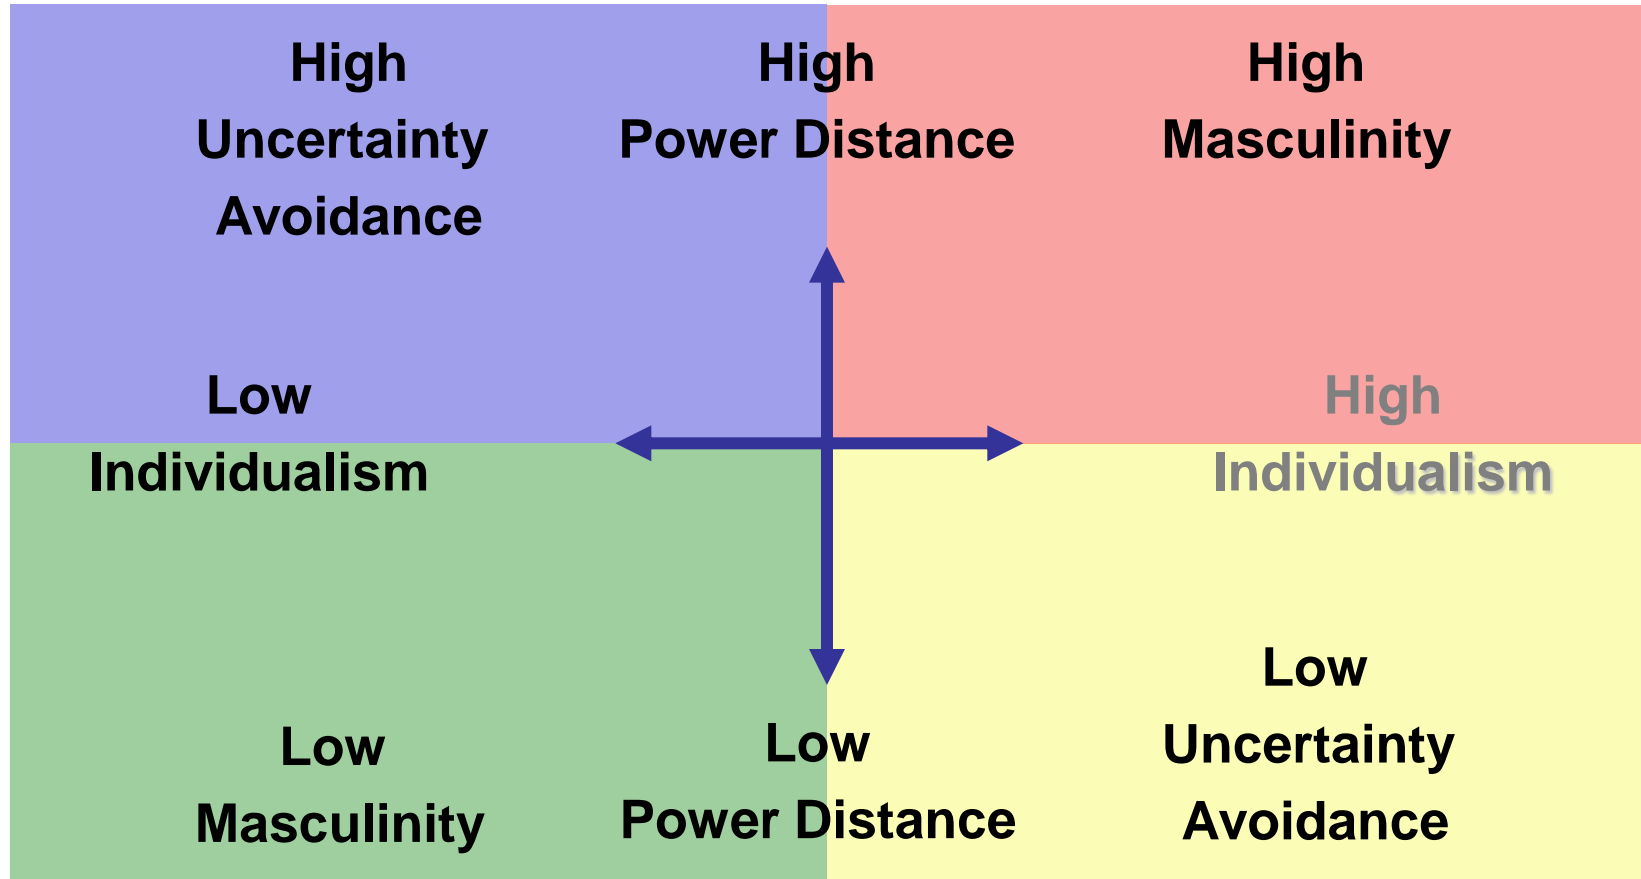 High
Uncertainty
Avoidance
High
Power Distance
High
Masculinity
Low
Individualism
High
Individualism
Low
Masculinity
Low
Power Distance
Low
Uncertainty
Avoidance